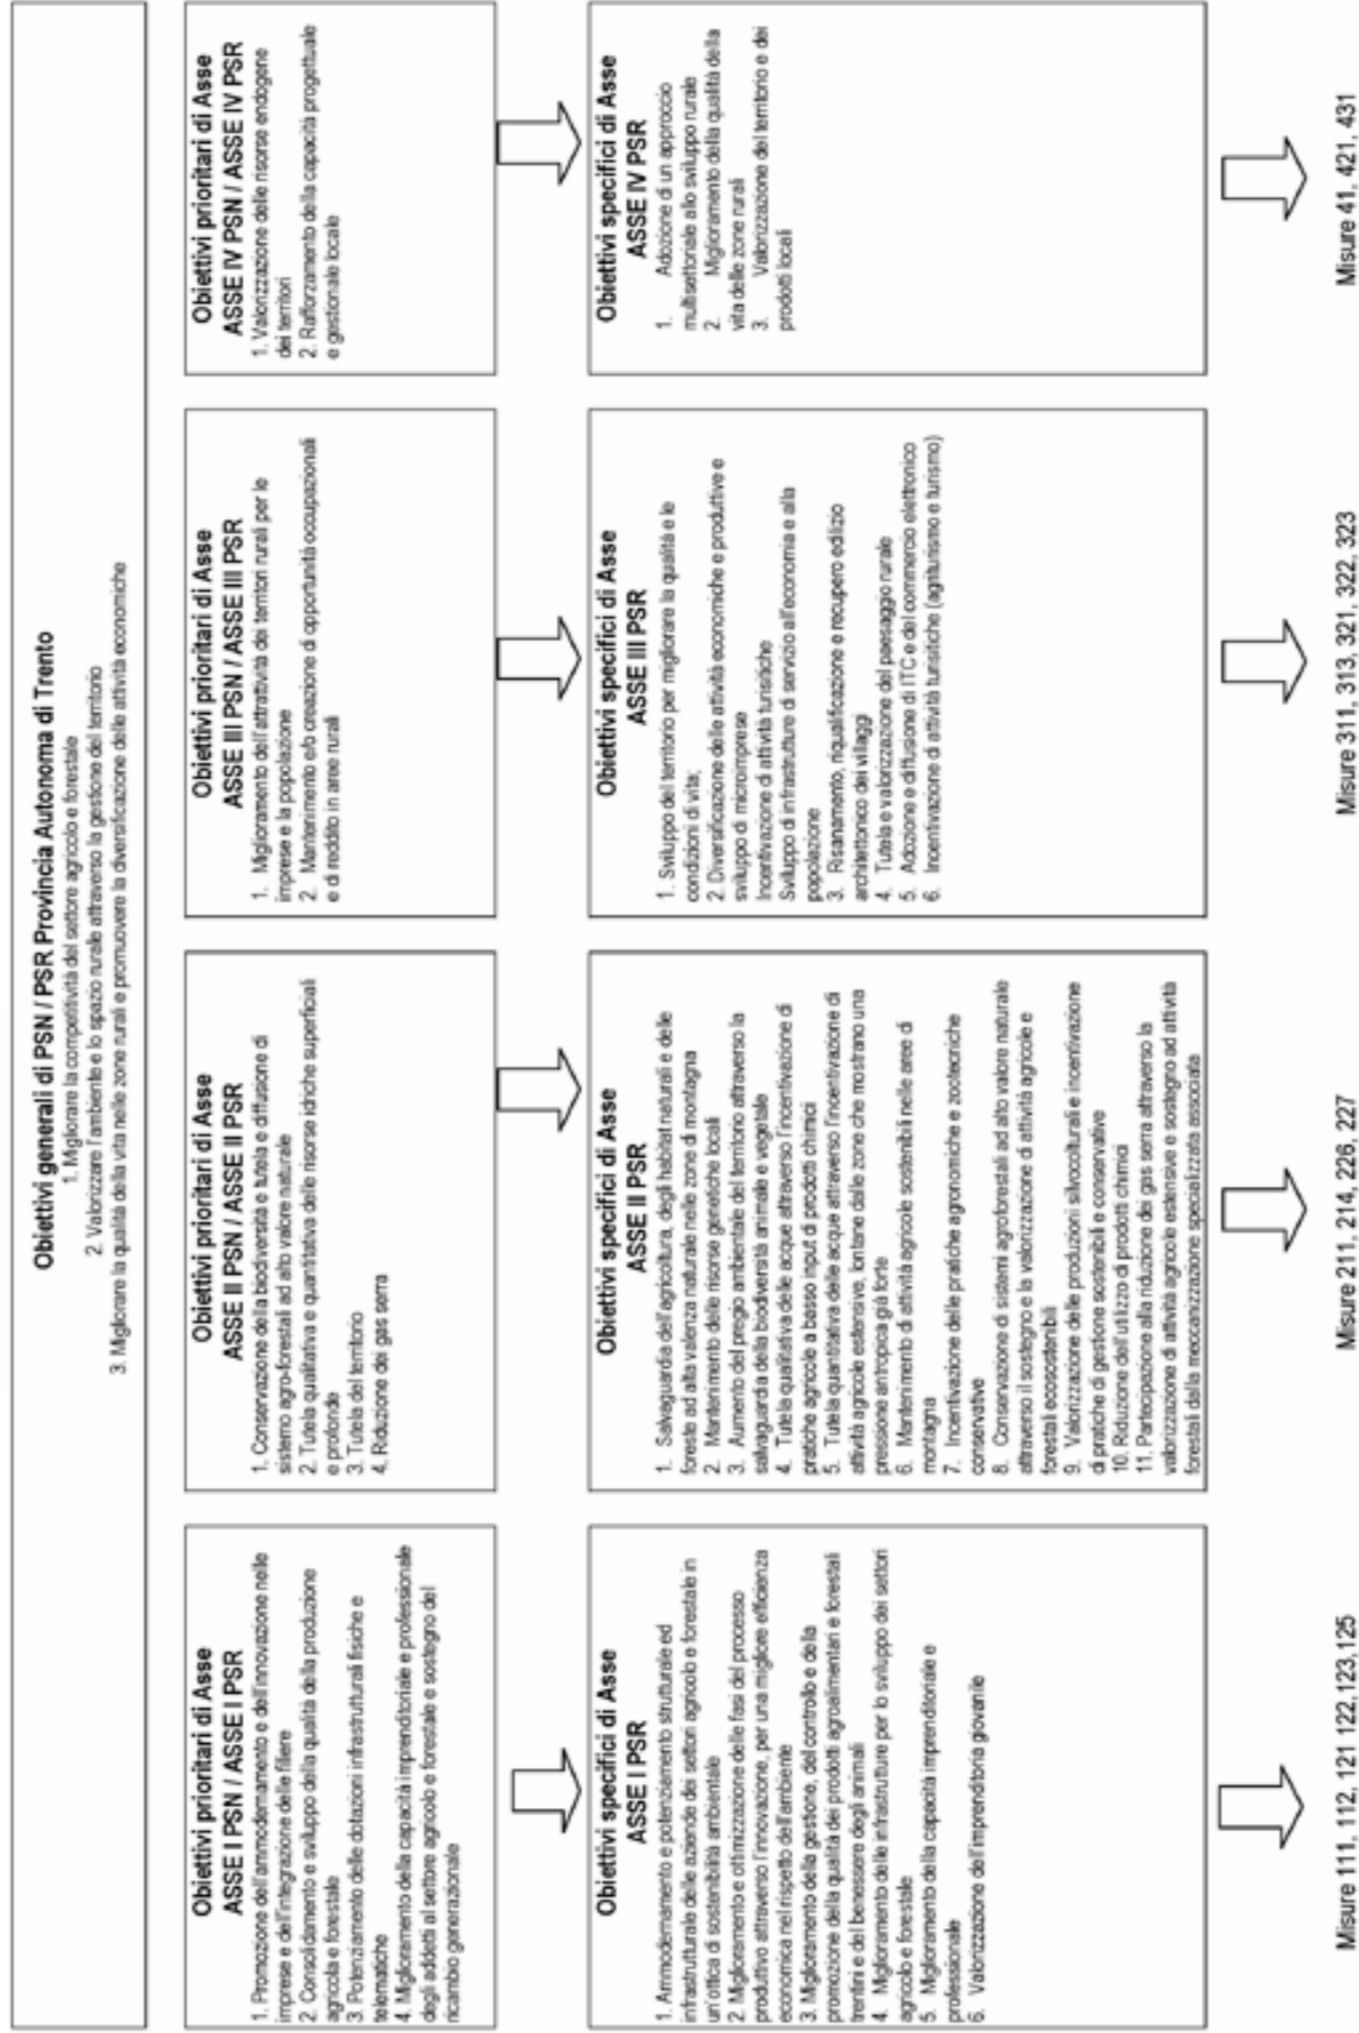 Obiettivi generali di PSN / PSR Provincia Autonoma di Trento
1. Migliorare la competitività del settore agricolo e forestale
2. Valorizzare l'ambiente e lo spazio rurale attraverso la gestione del territorio
3. Migliorare la qualità della vita nelle zone rurali e promuovere la diversificazione delle attività economiche
Obiettivi prioritari di Asse
ASSE I PSN / ASSE I PSR
1. Promozione dell'ammodernamento e dell'innovazione nelle
imprese e dell'integrazione delle filiere
2. Consolidamento e sviluppo della qualità della produzione
agricola e forestale
3. Potenziamento delle dotazioni infrastrutturali fisiche e
telematiche
4. Miglioramento della capacità imprenditoriale e professionale
degli addetti al settore agricolo e forestale e sostegno del
ricambio generazionale
Obiettivi specifici di Asse
ASSE I PSR
1. Ammodernamento e potenziamento strutturale ed
infrastrutturale delle aziende dei settori agricolo e forestale in
un'ottica di sostenibilità ambientale
2. Miglioramento e ottimizzazione delle fasi del processo
produttivo attraverso l'innovazione, per una migliore efficienza
economica nel rispetto dell'ambiente
3. Miglioramento della gestione, del controllo e della
promozione della qualità dei prodotti agroalimentari e forestali
trentini e del benessere degli animali
4. Miglioramento delle infrastrutture per lo sviluppo dei settori
agricolo e forestale
5. Miglioramento della capacità imprenditoriale e
professionale
6. Valorizzazione dell'imprenditoria giovanile
Misure 111, 112, 121 122,123,125
Obiettivi prioritari di Asse
ASSE II PSN / ASSE II PSR
1. Conservazione della biodiversità e tutela e diffusione di
sistemo agro-forestali ad alto valore naturale
2. Tutela qualitativa e quantitativa delle risorse idriche superficiali
e profonde
3. Tutela del territorio
4. Riduzione dei gas serra
Obiettivi specifici di Asse
ASSE II PSR
1. Salvaguardia dell'agricoltura, degli habitat naturali e delle
foreste ad alta valenza naturale nelle zone di montagna
2. Mantenimento delle risorse genetiche locali
3. Aumento del pregio ambientale del territorio attraverso la
salvaguardia della biodiversità animale e vegetale
4. Tutela qualitativa delle acque attraverso l'incentivazione di
pratiche agricole a basso input di prodotti chimici
5. Tutela quantitativa delle acque attraverso l'incentivazione di
attività agricole estensive, lontane dalle zone che mostrano una
pressione antropica già forte
6. Mantenimento di attività agricole sostenibili nelle aree di
montagna
7. Incentivazione delle pratiche agronomiche e zootecniche
conservative
8. Conservazione di sistemi agroforestali ad alto valore naturale
attraverso il sostegno e la valorizzazione di attività agricole e
forestali ecosostenibili
9. Valorizzazione delle produzioni silvocolturali e incentivazione
di pratiche di gestione sostenibili e conservative
10. Riduzione dell'utilizzo di prodotti chimici
11. Partecipazione alla riduzione dei gas serra attraverso la
valorizzazione di attività agricole estensive e sostegno ad attività
forestali dalla meccanizzazione specializzata associata
Misure 211, 214, 226, 227
Obiettivi prioritari di Asse
ASSE III PSN / ASSE III PSR
1. Miglioramento dell'attrattività dei territori rurali per le
imprese e la popolazione
2. Mantenimento e/o creazione di opportunità occupazionali
e di reddito in aree rurali
Obiettivi specifici di Asse
ASSE III PSR
1. Sviluppo del territorio per migliorare la qualità e le
condizioni di vita;
2. Diversificazione delle attività economiche e produttive e
sviluppo di microimprese
Incentivazione di attività turisitiche
Sviluppo di infrastrutture di servizio all'economia e alla
popolazione
3. Risanamento, riqualificazione e recupero edilizio
architettonico dei villaggi
4. Tutela e valorizzazione del paesaggio rurale
5. Adozione e diffusione di ITC e del commercio elettronico
6. Incentivazione di attività turistiche (agriturismo e turismo)
Misure 311, 313, 321, 322, 323
Obiettivi prioritari di Asse
ASSE IV PSN / ASSE IV PSR
1. Valorizzazione delle risorse endogene
dei territori
2. Rafforzamento della capacità progettuale
e gestionale locale
Obiettivi specifici di Asse
ASSE IV PSR
1. Adozione di un approccio
multisettoriale allo sviluppo rurale
2. Miglioramento della qualità della
vita delle zone rurali
3. Valorizzazione del territorio e dei
prodotti locali
Misure 41, 421, 431